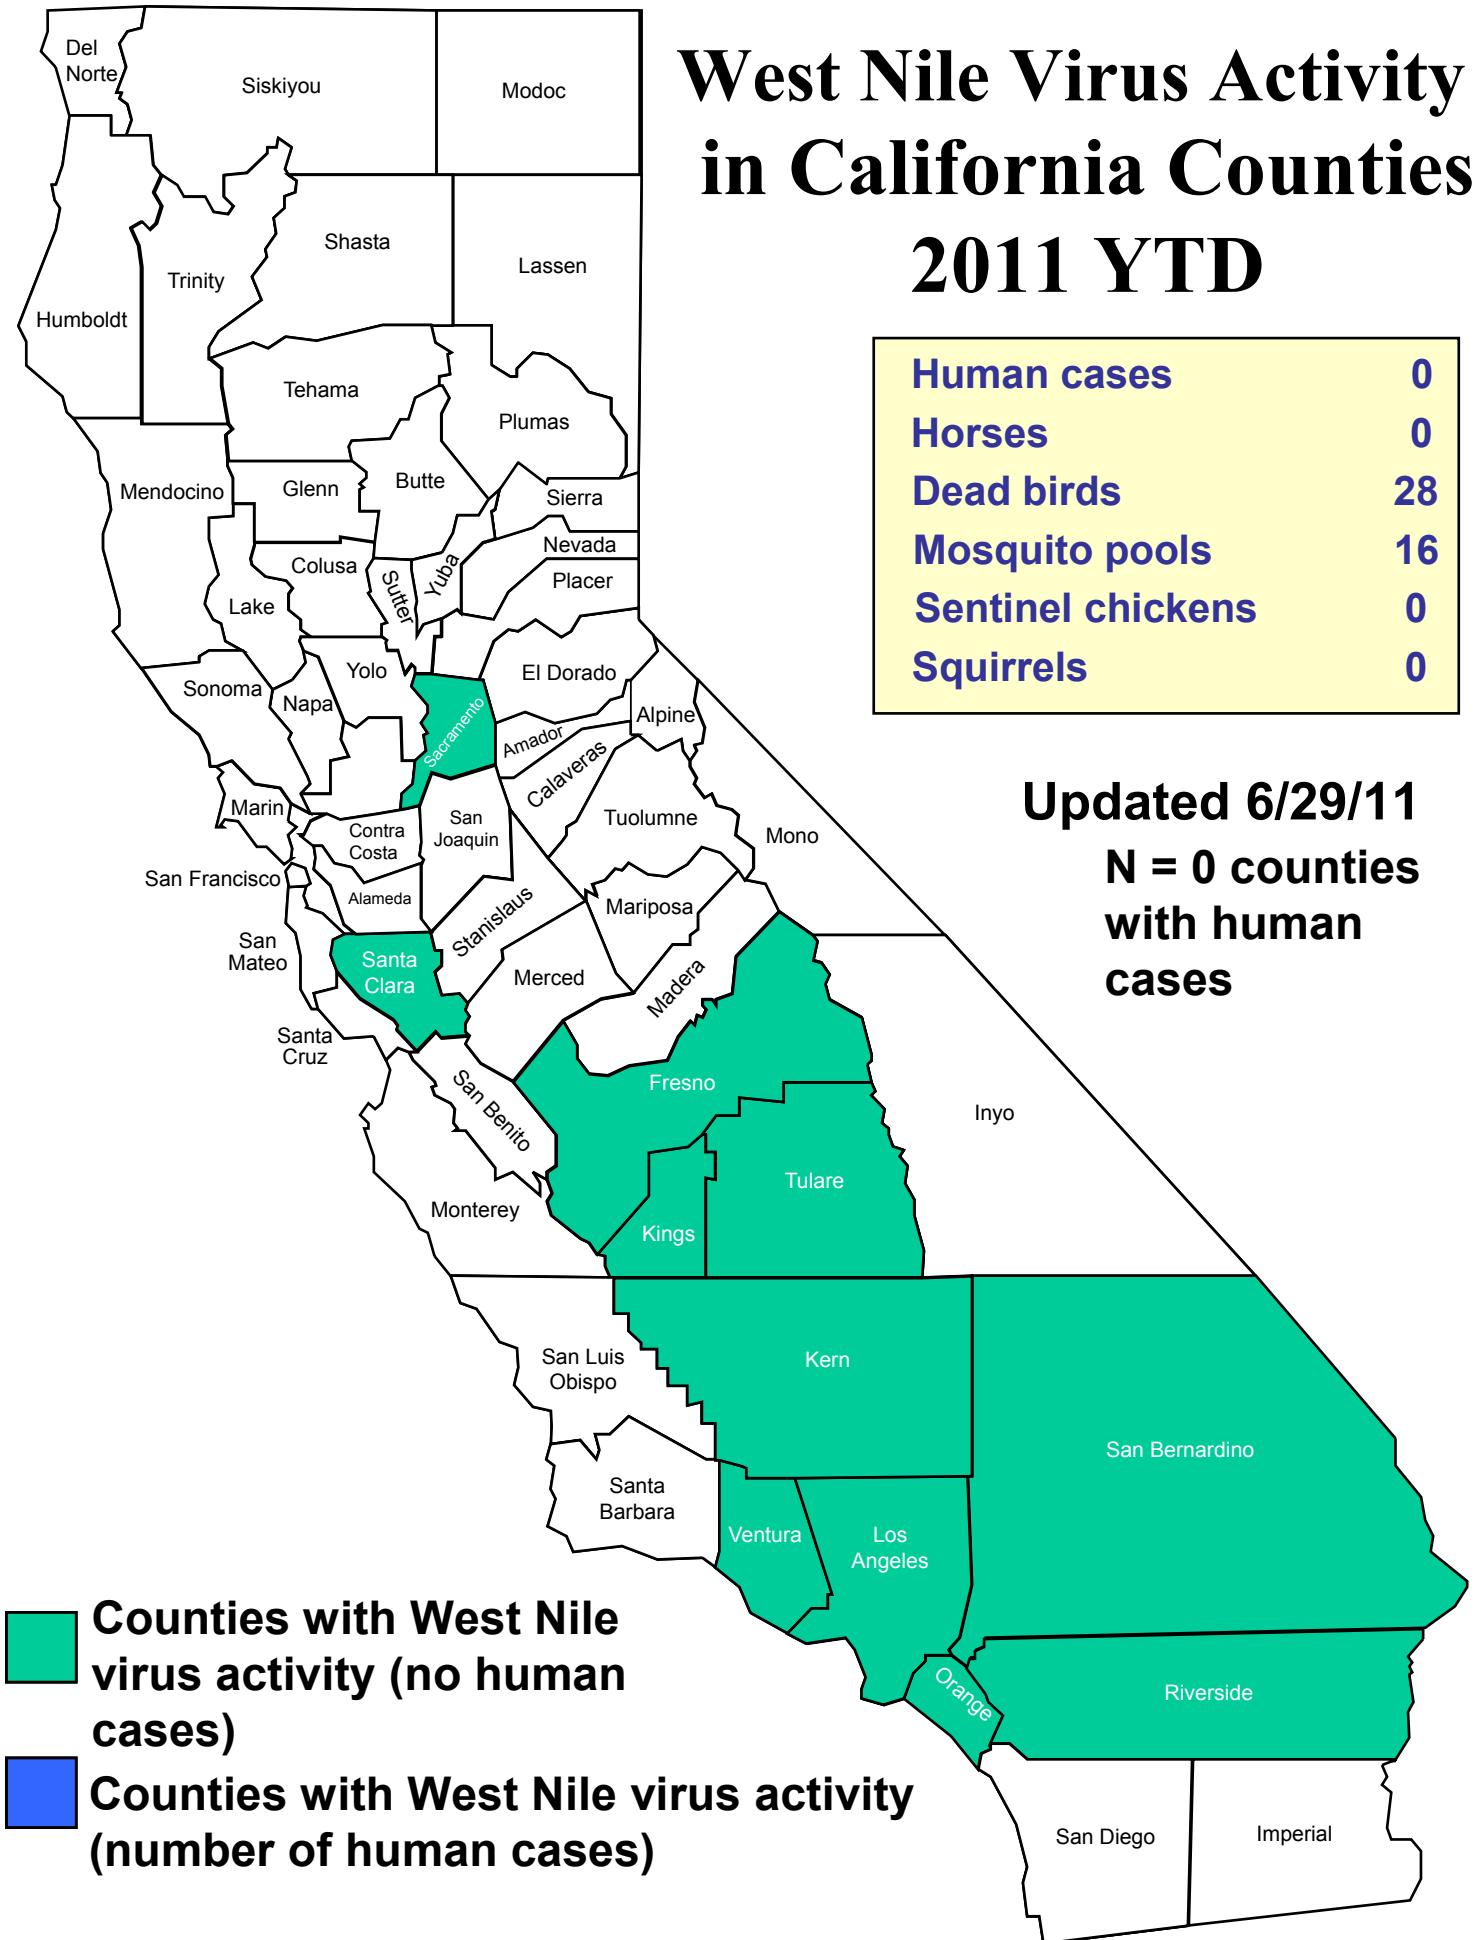 West Nile Virus Activity
in California Counties
2011 YTD
Human cases 0
Horses 0
Dead birds 28
Mosquito pools 16
Sentinel chickens 0
Squirrels 0
Updated 6/29/11
N = 0 counties
with human
cases
Del
Norte
Siskiyou
Modoc
Shasta
Lassen
Trinity
Humboldt
Tehama
Plumas
Mendocino
Glenn
Butte
Sierra
Nevada
Colusa
Sutter
Yuba
Placer
Lake
Yolo
El Dorado
Sonoma
Napa
Sacramento
Amador
Alpine
Calaveras
Marin
Contra
Costa
San
Joaquin
Tuolumne
Mono
San Francisco
Alameda
Stanislaus
Mariposa
San
Mateo
Santa
Clara
Merced
Madera
Santa
Cruz
San Benito
Fresno
Inyo
Monterey
Kings
Tulare
San Luis
Obispo
Kern
San Bernardino
Santa
Barbara
Ventura
Los
Angeles
Orange
Riverside
San Diego
Imperial
Counties with West Nile
virus activity (no human
cases)
Counties with West Nile virus activity
(number of human cases)